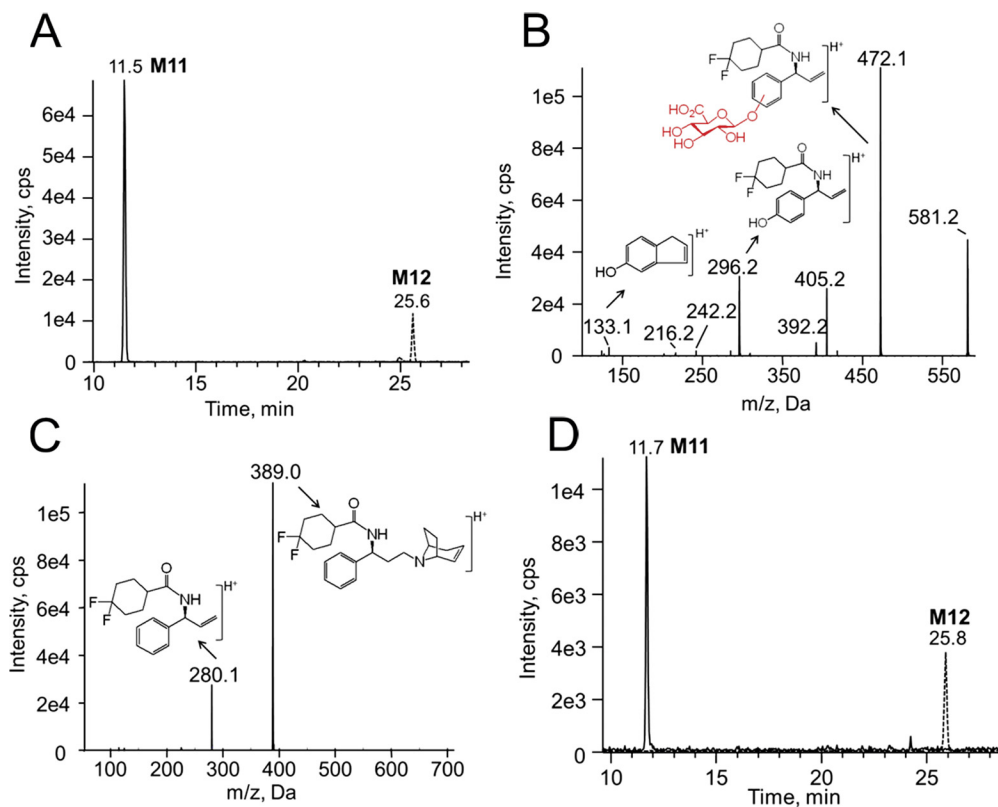 A
11.5 M11
M12
25.6
6e4
5e4
4e4
3e4
2e4
1e4
0
10
15
20
25
Intensity, cps
Time, min
B
472.1
581.2
405.2
392.2
296.2
242.2
216.2
133.1
1e5
8e4
6e4
4e4
2e4
0
150
250
350
450
550
Intensity, cps
m/z, Da
O
NH
F
F
H+
HO2C
O
O
HO
HO
OH
O
NH
F
F
HO
H+
HO
H+
C
389.0
280.1
1e5
8e4
6e4
4e4
2e4
0
100
200
300
400
500
600
700
Intensity, cps
m/z, Da
O
NH
F
F
N
H+
O
NH
F
F
H+
D
11.7 M11
M12
25.8
1e4
8e3
6e3
4e3
2e3
0
10
15
20
25
Intensity, cps
Time, min